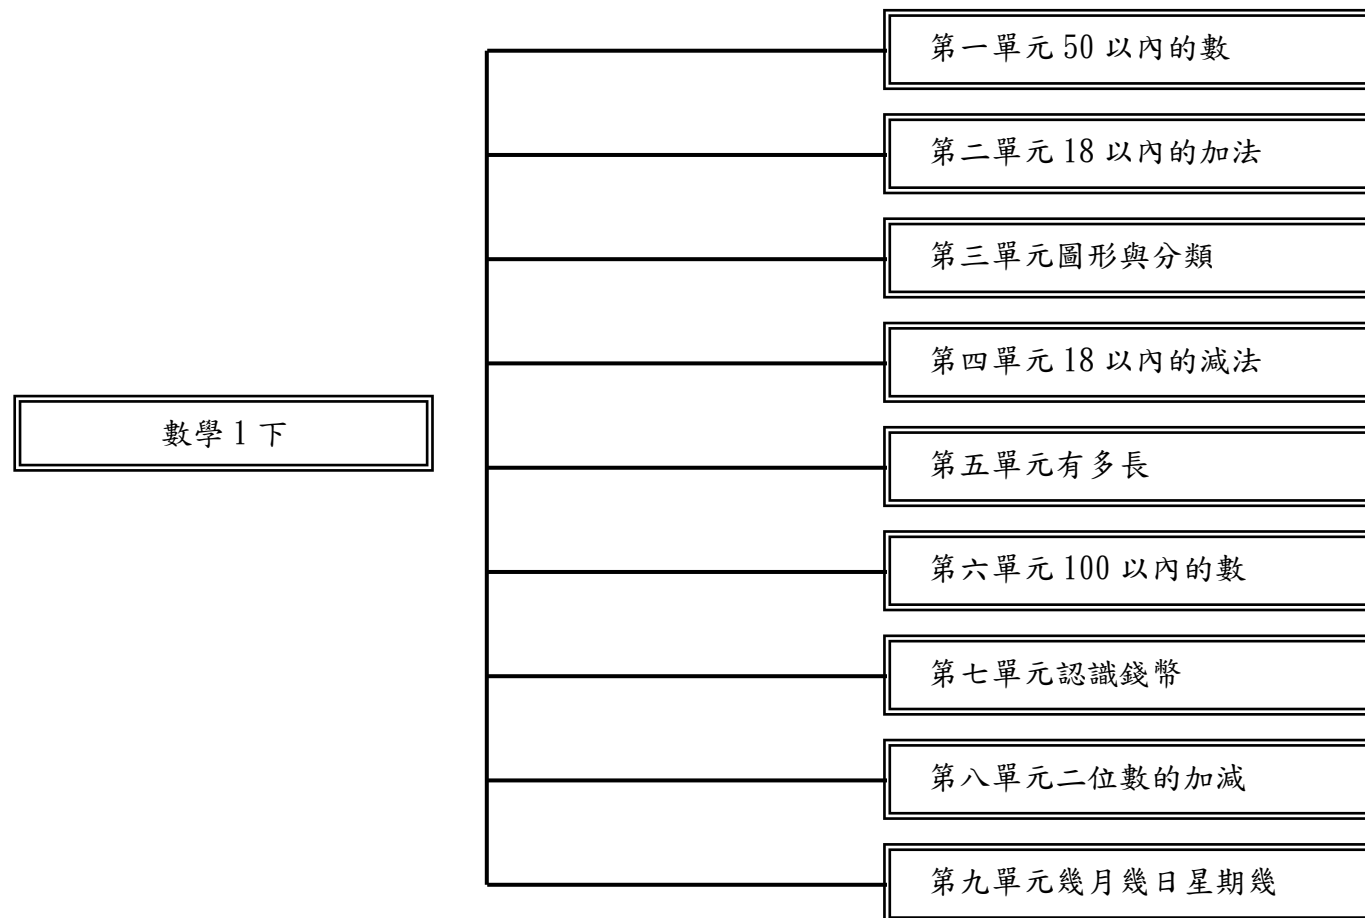 第一單元 50 以內的數
第二單元 18 以內的加法
第三單元圖形與分類
第四單元 18 以內的減法
數學 1 下
第五單元有多長
第六單元 100 以內的數
第七單元認識錢幣
第八單元二位數的加減
第九單元幾月幾日星期幾